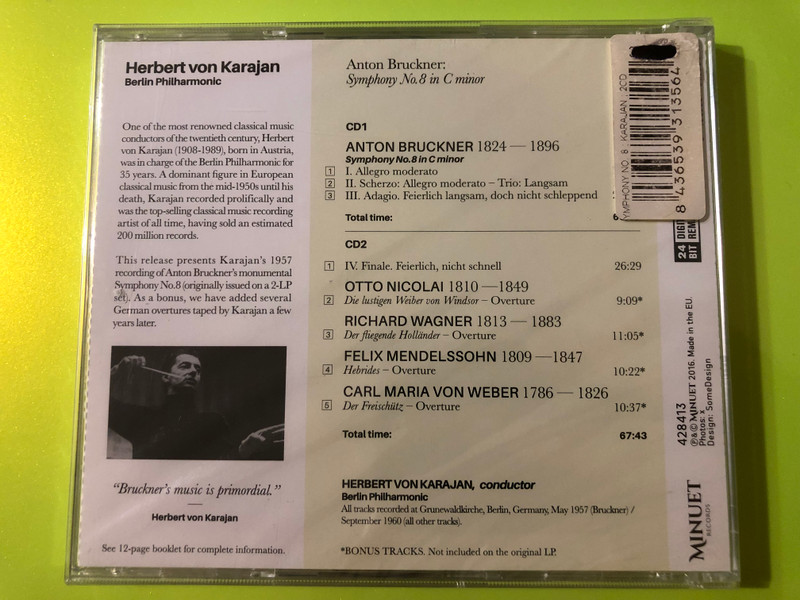 Herbert von Karajan
Berlin Philharmonic
One of the most renowned classical music
conductors of the twentieth century, Herbert
von Karajan (1908-1989), born in Austria,
was in charge of the Berlin Philharmonic for
35 years. A dominant figure in European
classical music from the mid-1950s until his
death, Karajan recorded prolifically and
was the top-selling classical music recording
artist of all time, having sold an estimated
200 million records.
This release presents Karajan's 1957
recording of Anton Bruckner's monumental
Symphony No.8 (originally issued on a 2-LP
set). As a bonus, we have added several
German overtures taped by Karajan a few
years later.
"Bruckner's music is primordial."
Herbert von Karajan
See 12-page booklet for complete information.
Anton Bruckner:
Symphony No.8 in C minor
CD1
ANTON BRUCKNER 1824 — 1896
Symphony No.8 in C minor
1 I. Allegro moderato
2 II. Scherzo: Allegro moderato – Trio: Langsam
3 III. Adagio. Feierlich langsam, doch nicht schleppend
Total time:
CD2
1 IV. Finale. Feierlich, nicht schnell 26:29
OTTO NICOLAI 1810 —1849
2 Die lustigen Weiber von Windsor – Overture 9:09*
RICHARD WAGNER 1813 — 1883
3 Der fliegende Holländer – Overture 11:05*
FELIX MENDELSSOHN 1809 —1847
4 Hebrides – Overture 10:22*
CARL MARIA VON WEBER 1786 — 1826
5 Der Freischütz – Overture 10:37*
Total time: 67:43
HERBERT VON KARAJAN, conductor
Berlin Philharmonic
All tracks recorded at Grunewaldkirche, Berlin, Germany, May 1957 (Bruckner) /
September 1960 (all other tracks).
*BONUS TRACKS. Not included on the original LP.
YMPHONY NO. 8 : KARAJAN . 2CD
8 436539 313564
24 DIGI
BIT REM
428413
℗&© MINUET 2016. Made in the EU.
Photos: x
Design: SomeDesign
MINUET
RECORDS